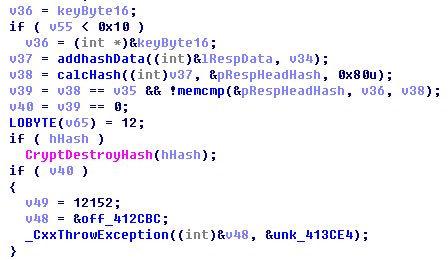 v36 = keyByte16;
if ( v55 < 0x10 )
v36 = (int *)&keyByte16;
v37 = addhashData((int)&lRespData, v34);
v38 = calcHash((int)v37, &pRespHeadHash, 0x80u);
v39 = v38 == v35 && !memcmp(&pRespHeadHash, v36, v38);
v40 = v39 == 0;
LOBYTE(v65) = 12;
if ( hHash )
CryptDestroyHash(hHash);
if ( v40 )
{
v49 = 12152;
v48 = &off_412CBC;
_CxxThrowException((int)&v48, &unk_413CE4);
}